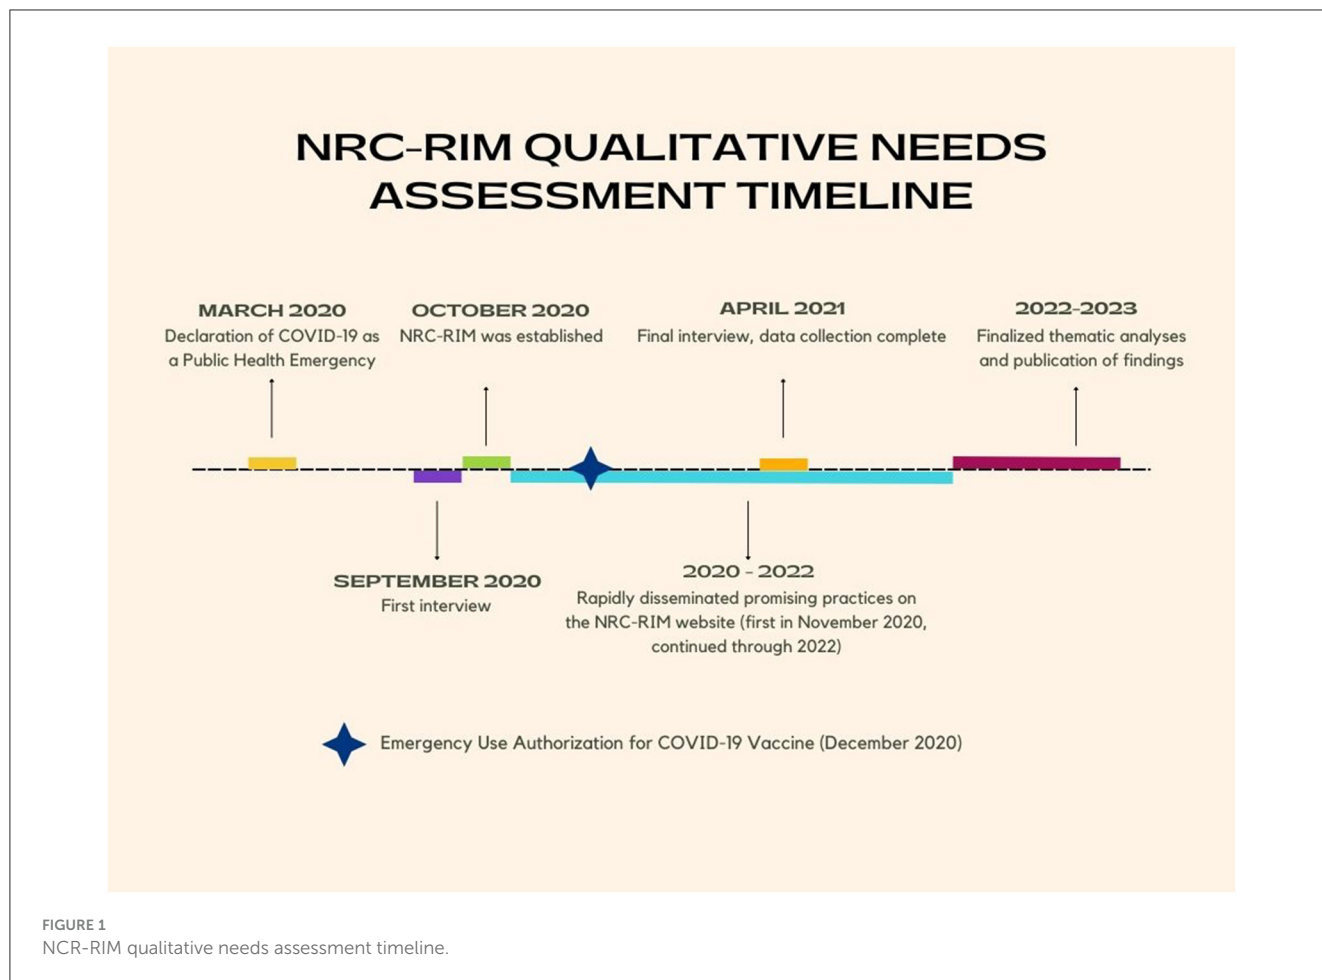 NRC-RIM QUALITATIVE NEEDS
ASSESSMENT TIMELINE
MARCH 2020
Declaration of COVID-19 as
a Public Health Emergency
OCTOBER 2020
NRC-RIM was established
APRIL 2021
Final interview, data collection complete
2022-2023
Finalized thematic analyses
and publication of findings
SEPTEMBER 2020
First interview
2020 - 2022
Rapidly disseminated promising practices on
the NRC-RIM website (first in November 2020,
continued through 2022)
Emergency Use Authorization for COVID-19 Vaccine (December 2020)
FIGURE 1
NCR-RIM qualitative needs assessment timeline.